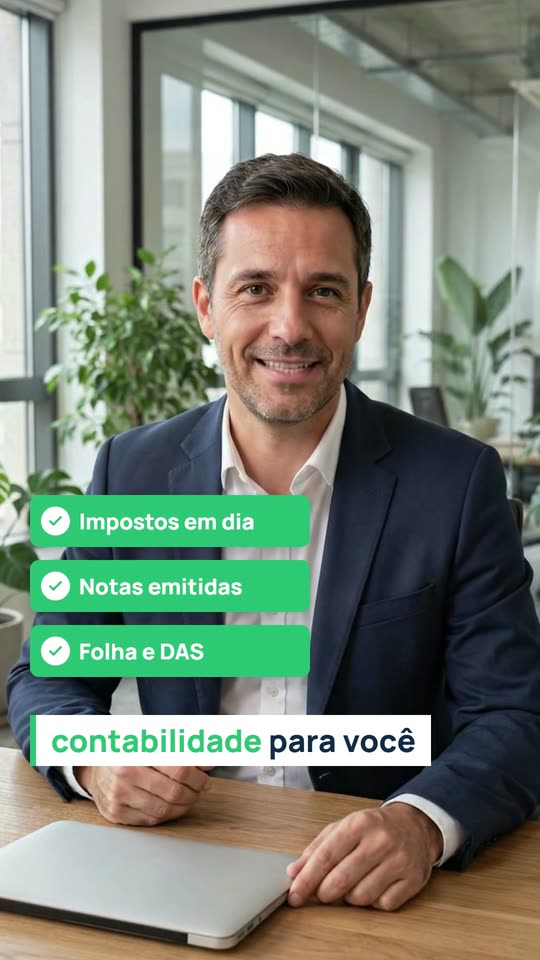 Impostos em dia
Notas emitidas
Folha e DAS
contabilidade para você